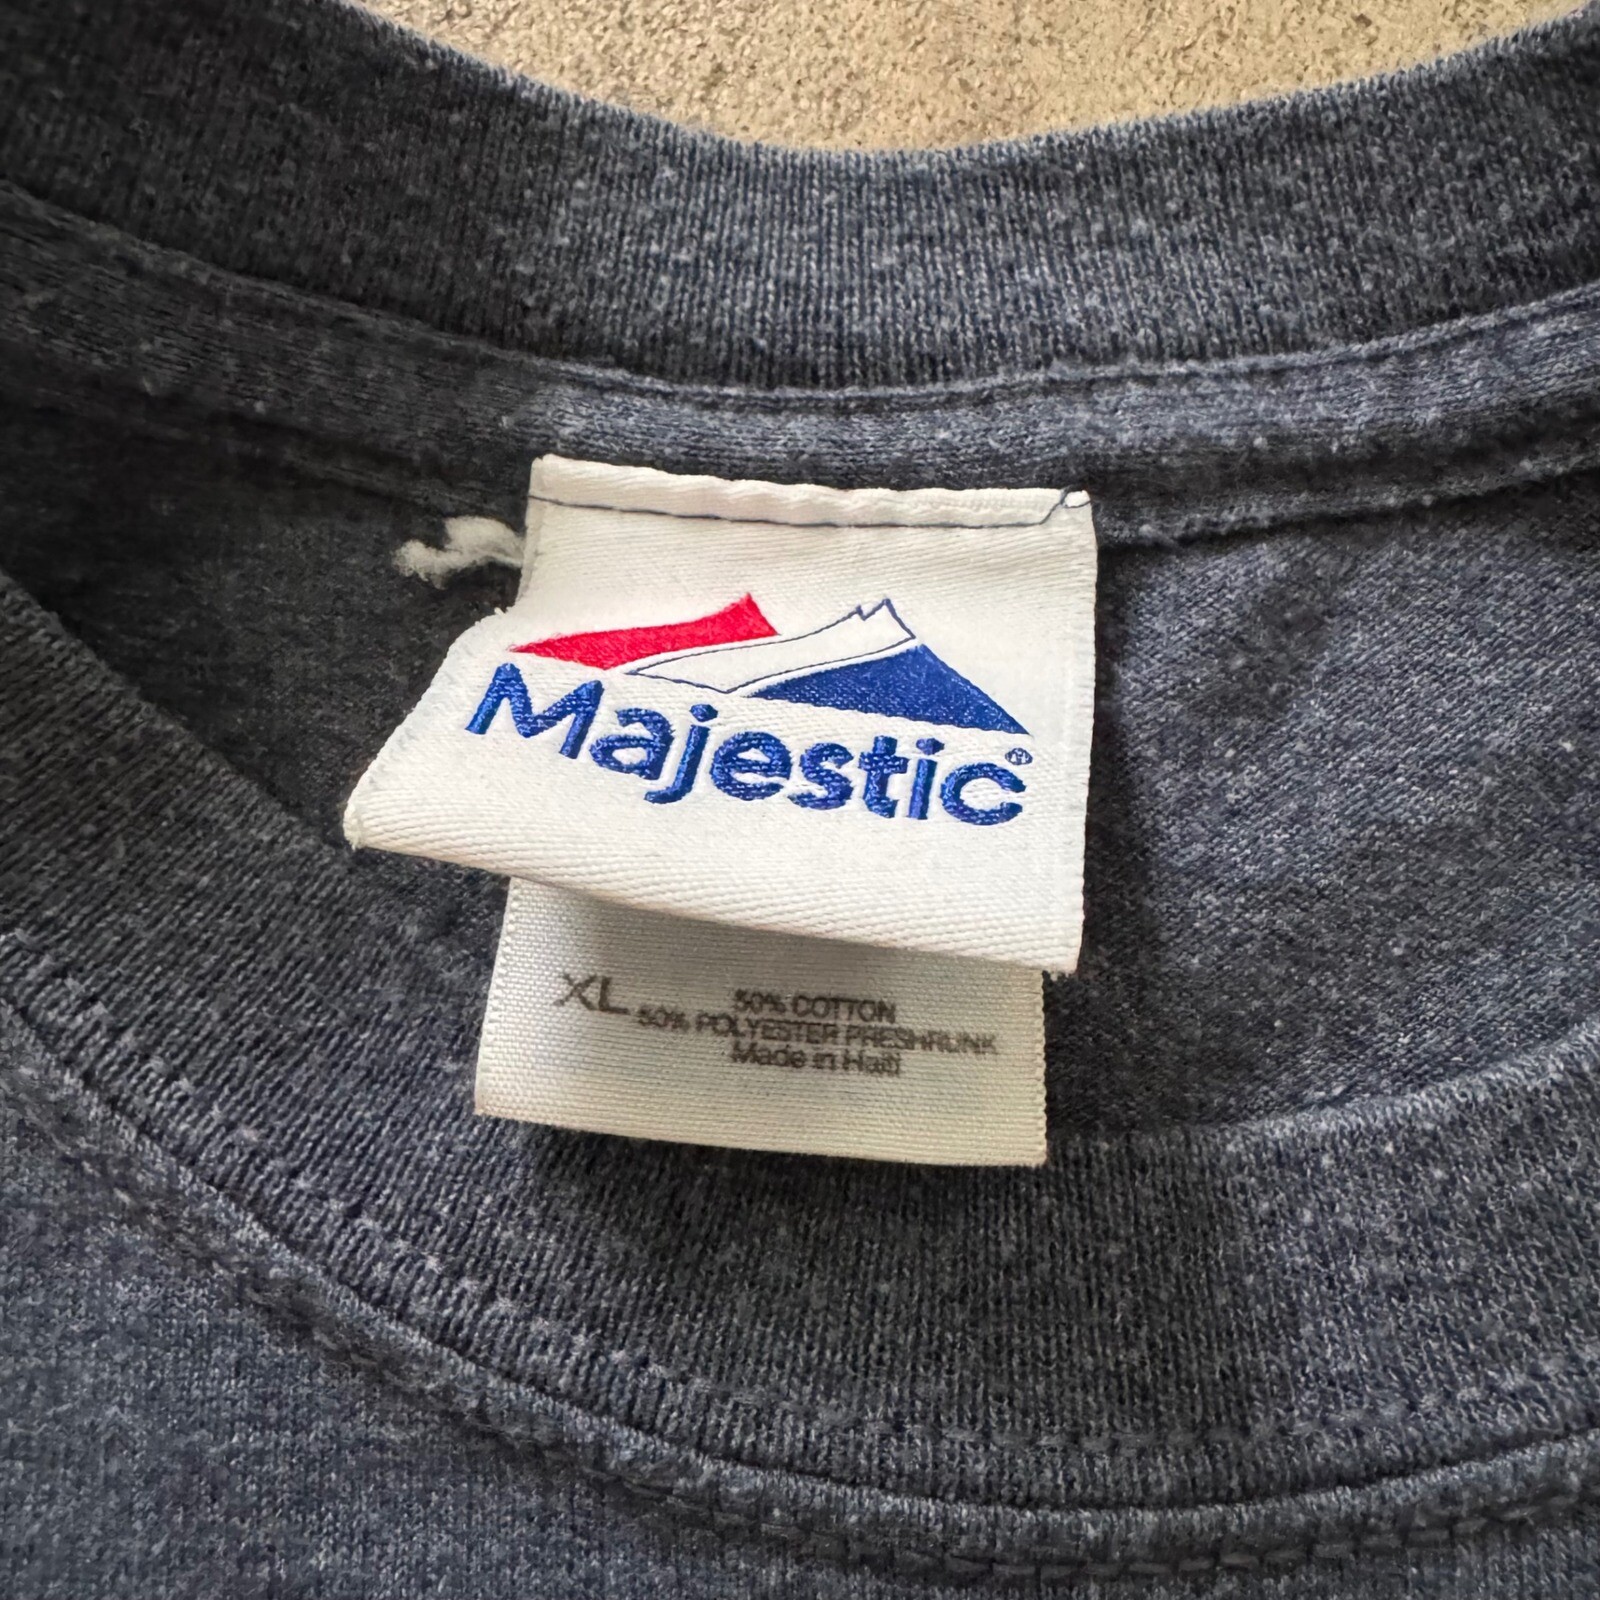 Majestic®
XL
50% COTTON
50% POLYESTER PRESHRUNK
Made in Haiti